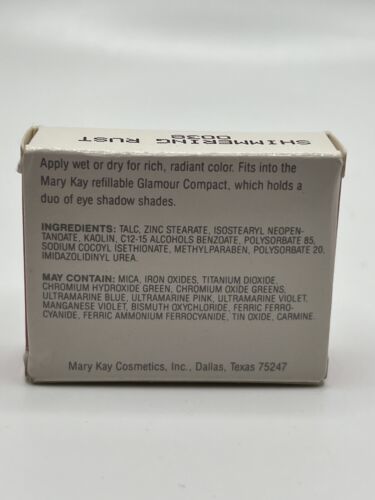 SHIMMERING RUST
0036
Apply wet or dry for rich, radiant color. Fits into the
Mary Kay refillable Glamour Compact, which holds a
duo of eye shadow shades.
INGREDIENTS: TALC, ZINC STEARATE, ISOSTEARYL NEOPEN-
TANOATE, KAOLIN, C12-15 ALCOHOLS BENZOATE, POLYSORBATE 85,
SODIUM COCOYL ISETHIONATE, METHYLPARABEN, POLYSORBATE 20,
IMIDAZOLIDINYL UREA.
MAY CONTAIN: MICA, IRON OXIDES, TITANIUM DIOXIDE,
CHROMIUM HYDROXIDE GREEN, CHROMIUM OXIDE GREENS,
ULTRAMARINE BLUE, ULTRAMARINE PINK, ULTRAMARINE VIOLET,
MANGANESE VIOLET, BISMUTH OXYCHLORIDE, FERRIC FERRO-
CYANIDE, FERRIC AMMONIUM FERROCYANIDE, TIN OXIDE, CARMINE.
Mary Kay Cosmetics, Inc., Dallas, Texas 75247